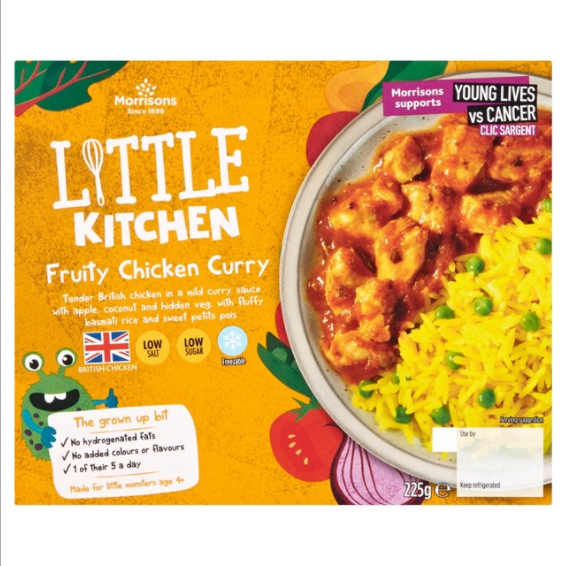 Morrisons
Since 1899
Morrisons
supports
YOUNG LIVES
vs CANCER
CLIC SARGENT
LITTLE
KITCHEN
Fruity Chicken Curry
Tender British chicken in a mild curry sauce
with apple, coconut and hidden veg, with fluffy
basmati rice and sweet petits pois
BRITISH CHICKEN
LOW
SALT
LOW
SUGAR
Freezable
The grown up bit
✓ No hydrogenated fats
✓ No added colours or flavours
✓ 1 of their 5 a day
Made for little monsters age 4+
Serving suggestion
Use by
Keep refrigerated
225g ℮